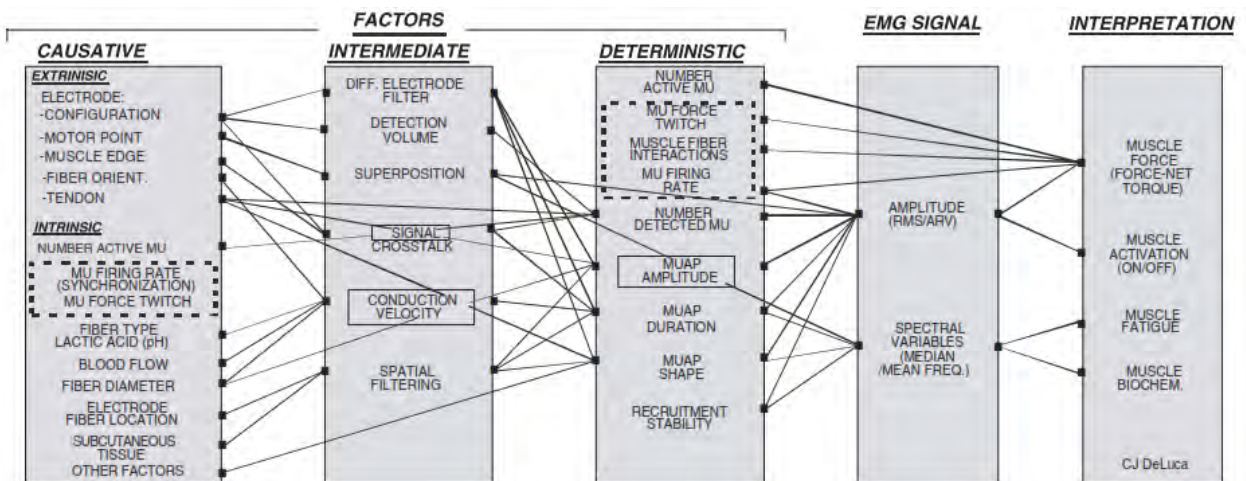 FACTORS
EMG SIGNAL
INTERPRETATION
CAUSATIVE
INTERMEDIATE
DETERMINISTIC
EXTRINISIC
ELECTRODE:
-CONFIGURATION
-MOTOR POINT
-MUSCLE EDGE
-FIBER ORIENT.
-TENDON
INTRINSIC
NUMBER ACTIVE MU
MU FIRING RATE
(SYNCHRONIZATION)
MU FORCE TWITCH
FIBER TYPE
LACTIC ACID (pH)
BLOOD FLOW
FIBER DIAMETER
ELECTRODE
FIBER LOCATION
SUBCUTANEOUS
TISSUE
OTHER FACTORS
DIFF. ELECTRODE
FILTER
DETECTION
VOLUME
SUPERPOSITION
SIGNAL
CROSSTALK
CONDUCTION
VELOCITY
SPATIAL
FILTERING
NUMBER
ACTIVE MU
MU FORCE
TWITCH
MUSCLE FIBER
INTERACTIONS
MU FIRING
RATE
NUMBER
DETECTED MU
MUAP
AMPLITUDE
MUAP
DURATION
MUAP
SHAPE
RECRUITMENT
STABILITY
AMPLITUDE
(RMS/ARV)
SPECTRAL
VARIABLES
(MEDIAN
/MEAN FREQ.)
MUSCLE
FORCE
(FORCE-NET
TORQUE)
MUSCLE
ACTIVATION
(ON/OFF)
MUSCLE
FATIGUE
MUSCLE
BIOCHEM.
CJ DeLuca